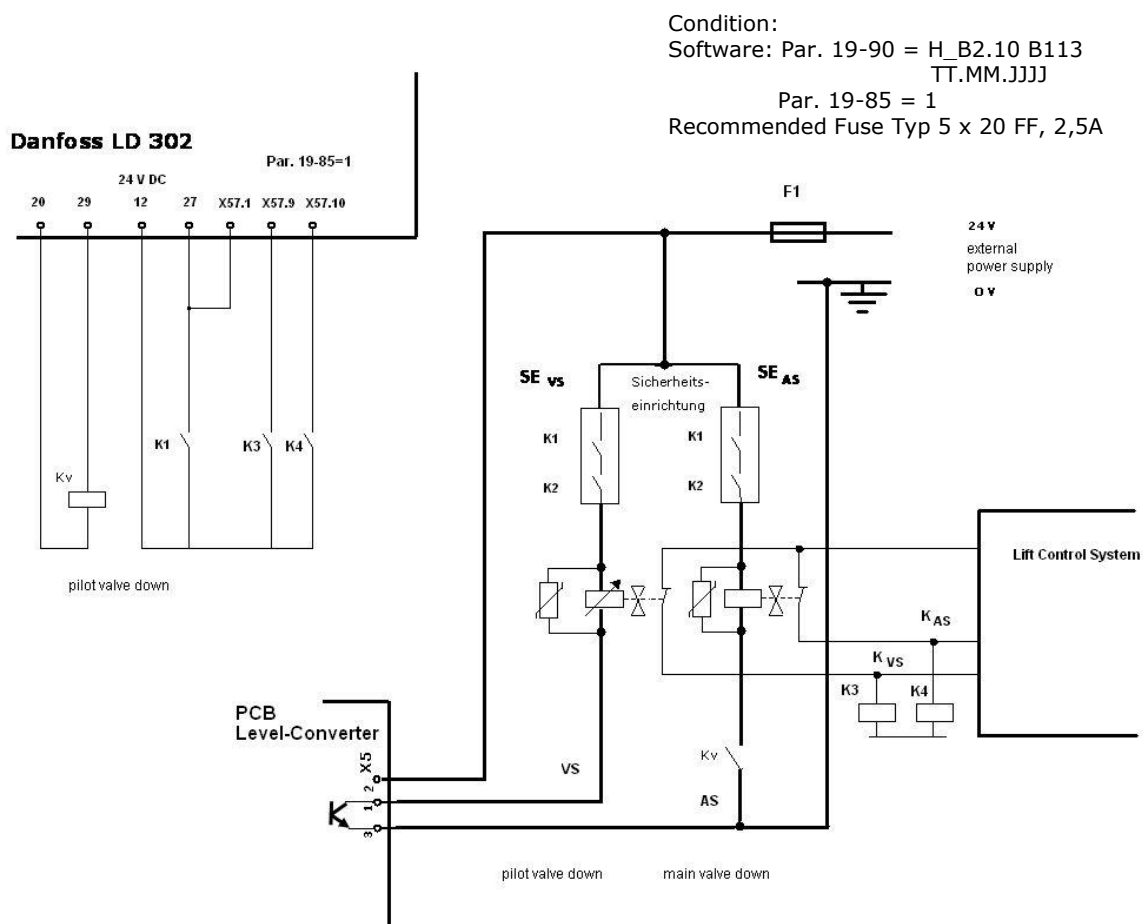 Condition:
Software: Par. 19-90 = H_B2.10 B113
TT.MM.JJJJ
Par. 19-85 = 1
Recommended Fuse Typ 5 x 20 FF, 2,5A
Danfoss LD 302
Par. 19-85=1
24 V DC
20 29 12 27 X57.1 X57.9 X57.10
F1
24 V
external
power supply
0 V
SE VS
Sicherheits-
einrichtung
SE AS
K1
K3
K4
K1
K1
Kv
K2
K2
pilot valve down
Lift Control System
K AS
K VS
K3
K4
PCB
Level-Converter
X5
2
1
3
VS
Kv
AS
pilot valve down
main valve down